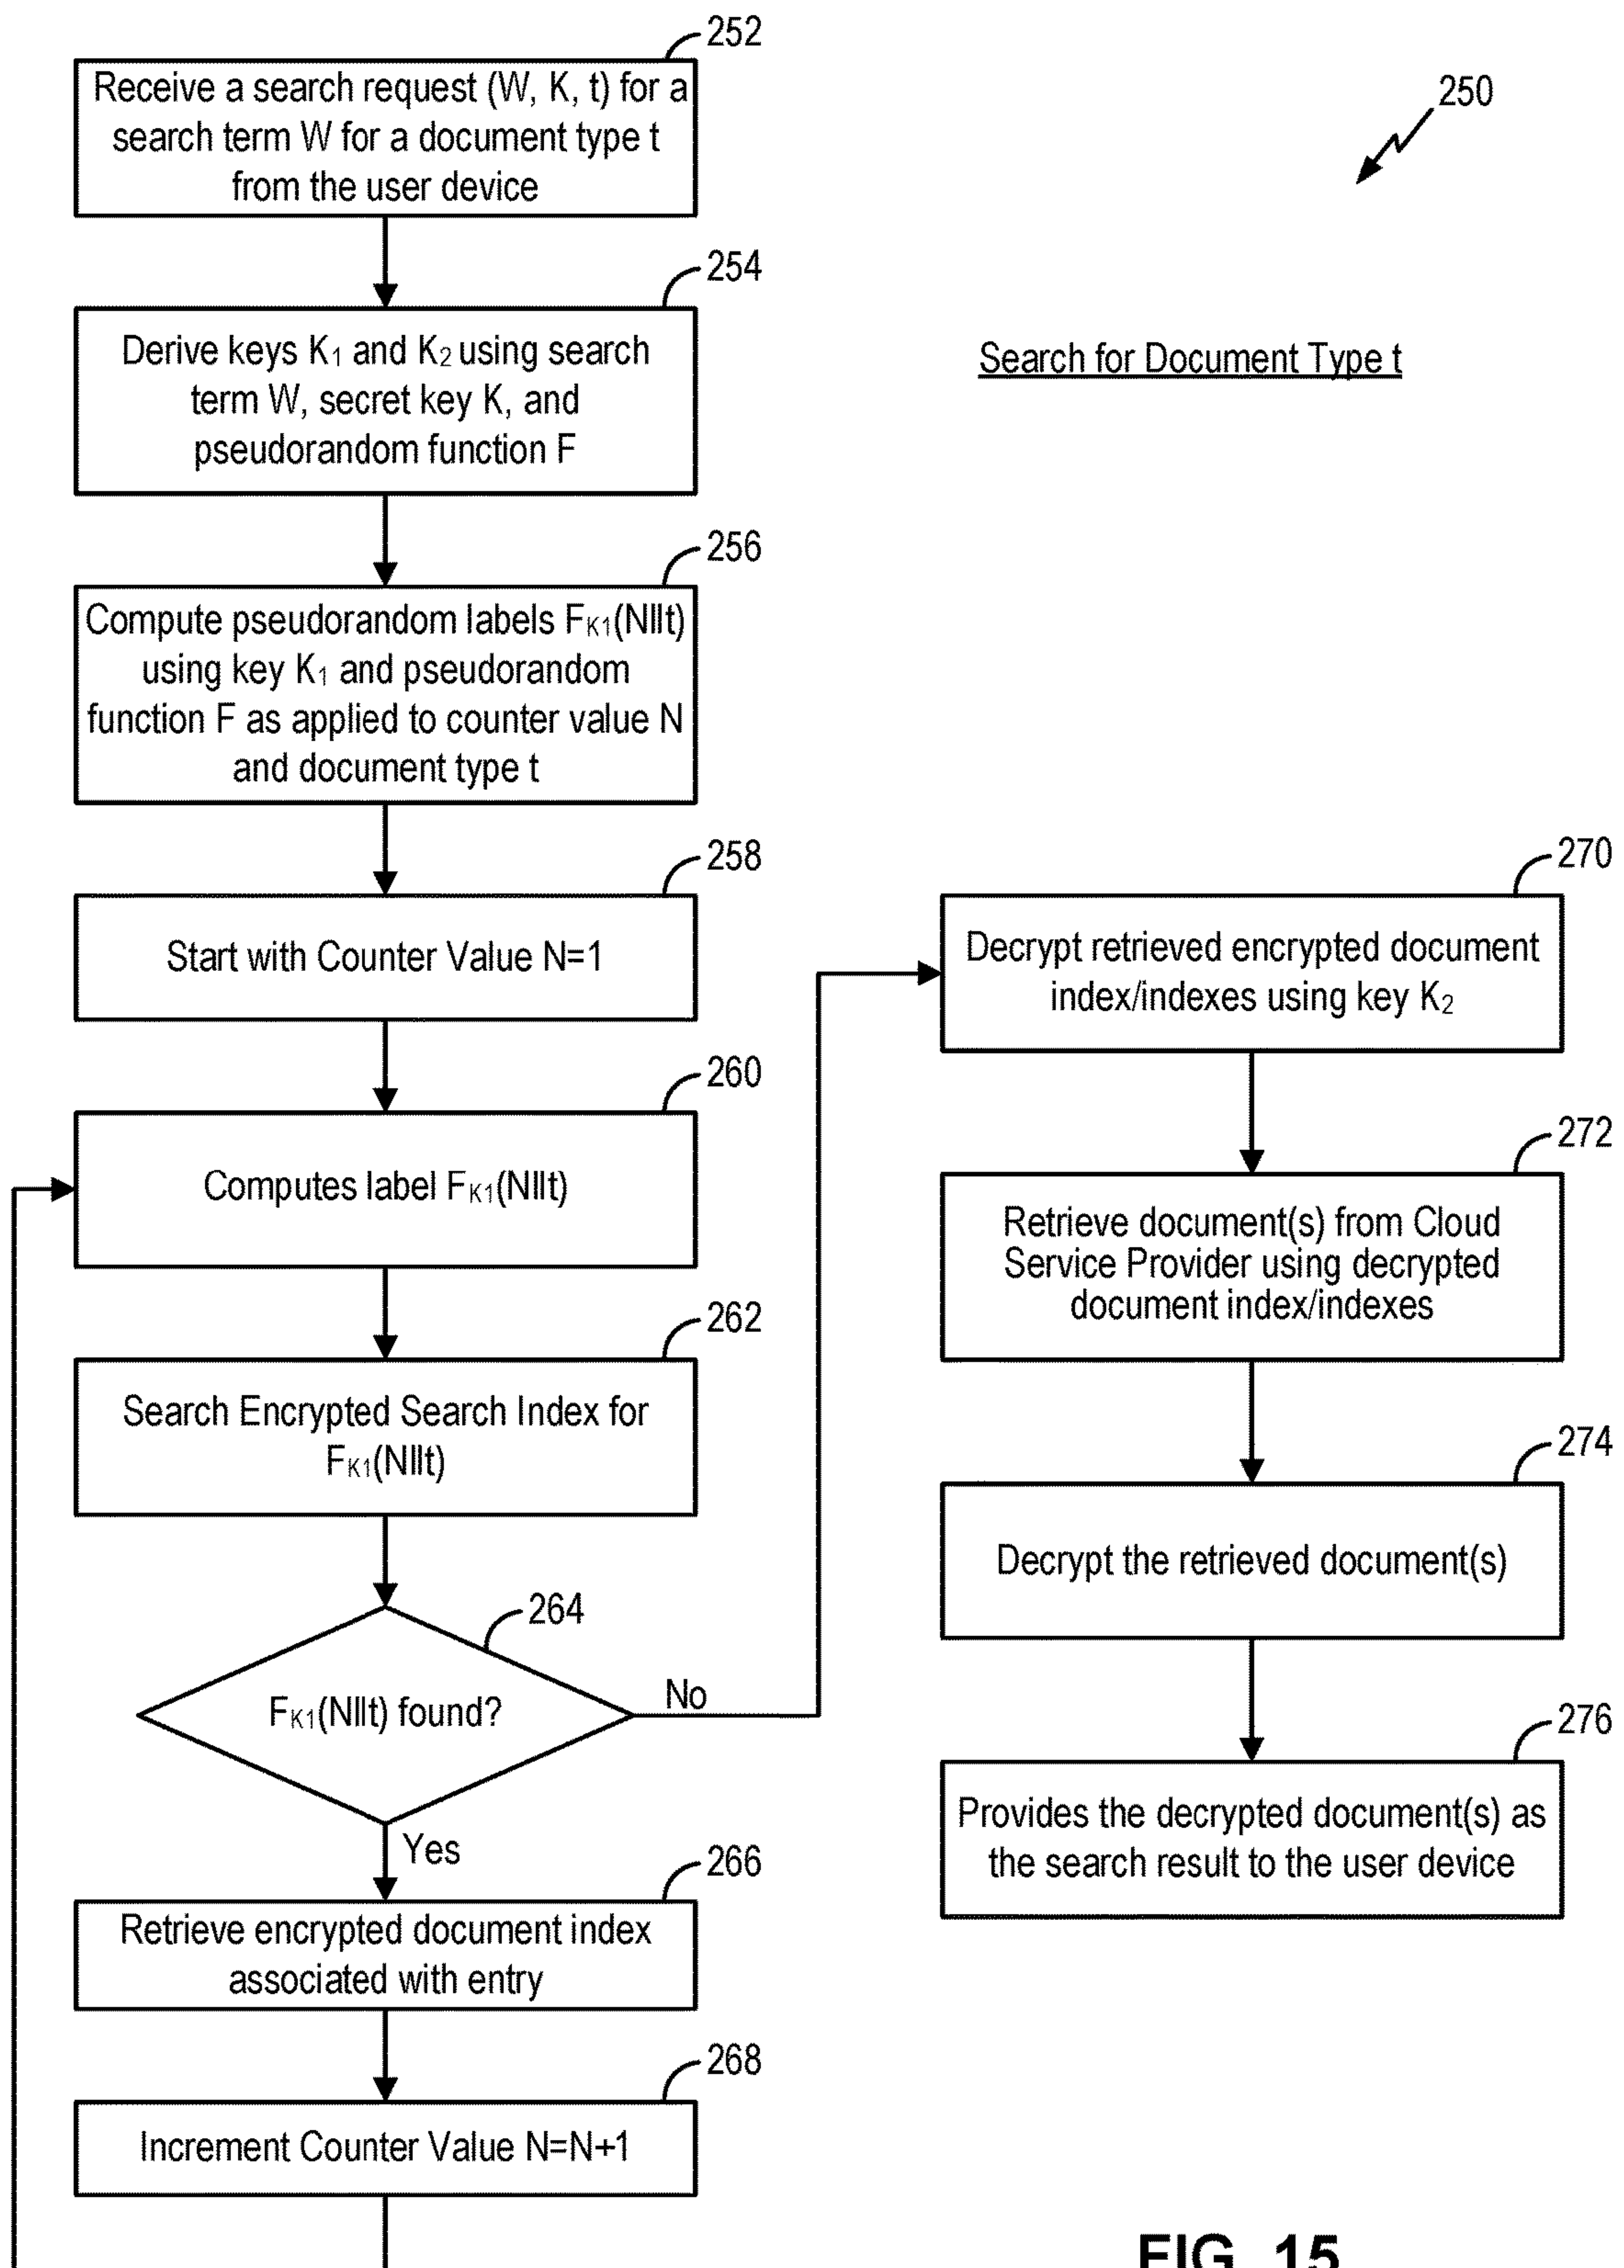 252
Receive a search request (W, K, t) for a
search term W for a document type t
from the user device
250
254
Derive keys K₁ and K₂ using search
term W, secret key K, and
pseudorandom function F
Search for Document Type t
256
Compute pseudorandom labels F_K1(N||t)
using key K₁ and pseudorandom
function F as applied to counter value N
and document type t
258
Start with Counter Value N=1
260
Computes label F_K1(N||t)
262
Search Encrypted Search Index for
F_K1(N||t)
264
F_K1(N||t) found?
No
Yes
266
Retrieve encrypted document index
associated with entry
268
Increment Counter Value N=N+1
270
Decrypt retrieved encrypted document
index/indexes using key K₂
272
Retrieve document(s) from Cloud
Service Provider using decrypted
document index/indexes
274
Decrypt the retrieved document(s)
276
Provides the decrypted document(s) as
the search result to the user device
FIG. 15